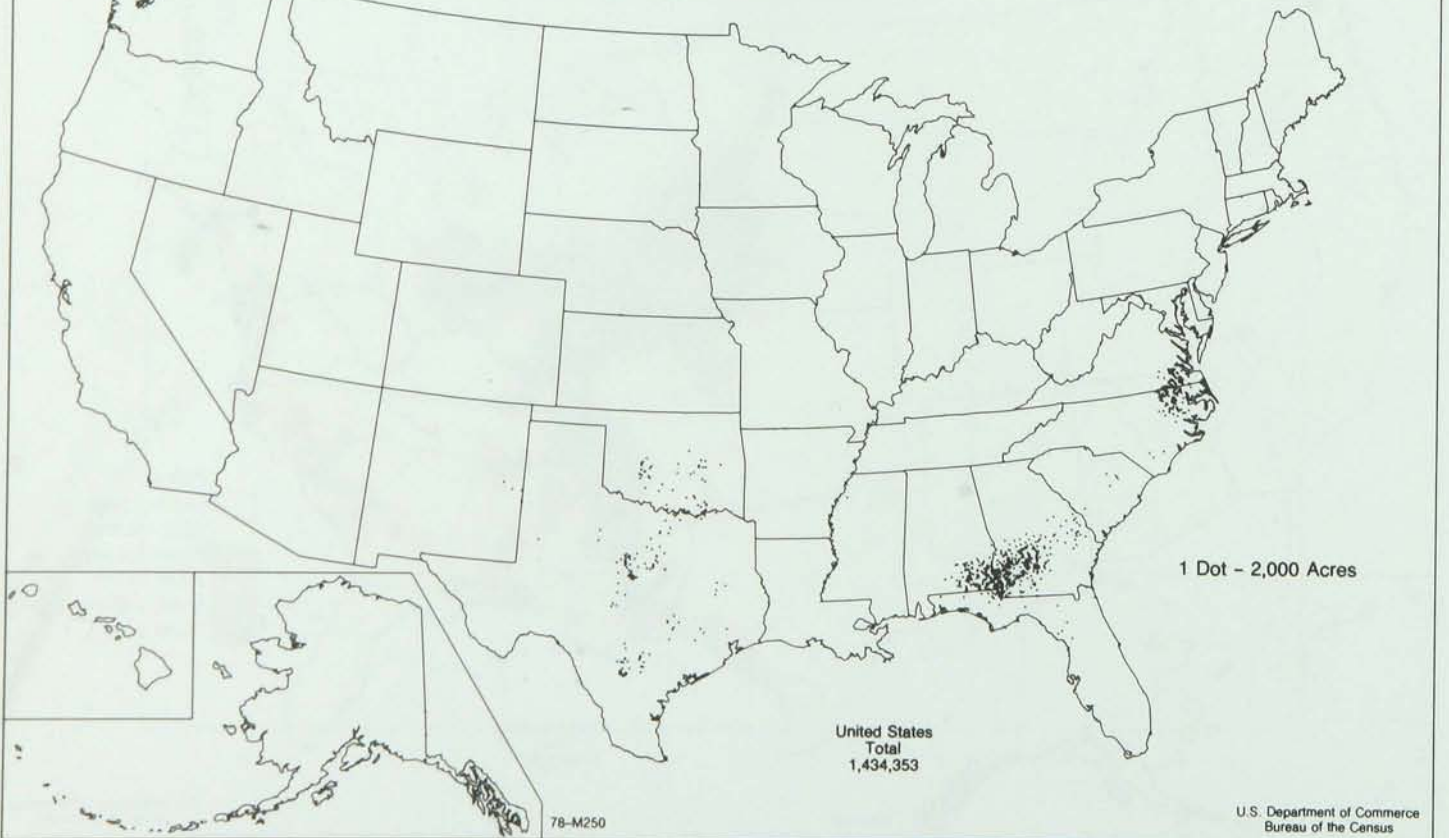 1 Dot – 2,000 Acres
United States
Total
1,434,353
78–M250
U.S. Department of Commerce
Bureau of the Census